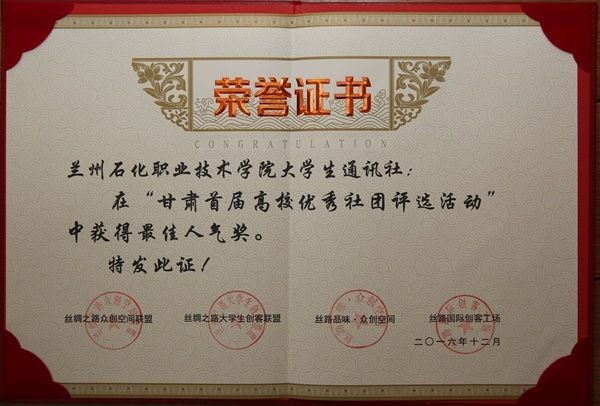 荣誉证书
CONGRATULATION
兰州石化职业技术学院大学生通讯社：
在“甘肃首届高校优秀社团评选活动”
中获得最佳人气奖。
特发此证！
丝绸之路众创空间联盟 丝绸之路大学生创客联盟 丝路品味·众创空间 丝路国际创客工场
二〇一六年十二月